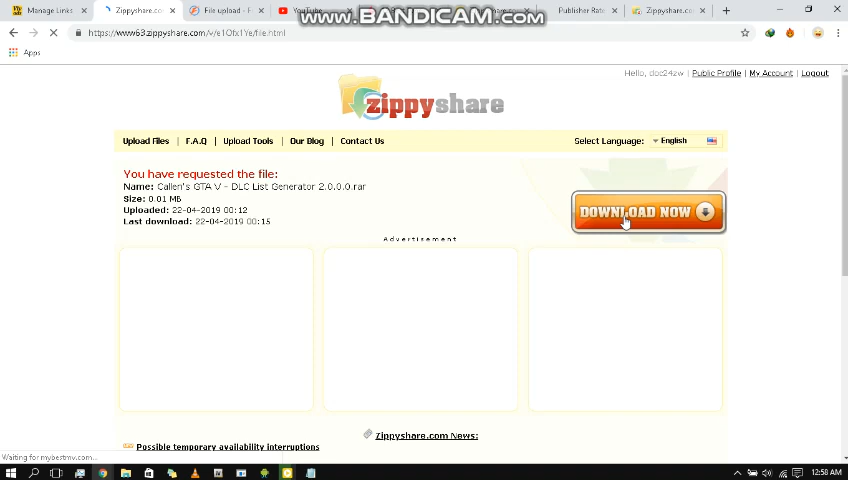 Manage Links
Zippyshare.com
File upload - F
YouTube
Publisher Rate
Zippyshare.co
www.BANDICAM.com
https://www63.zippyshare.com/v/e1Ofx1Ye/file.html
Apps
Hello, doc24zw | Public Profile | My Account | Logout
zippyshare
Upload Files | F.A.Q | Upload Tools | Our Blog | Contact Us
Select Language: English
You have requested the file:
Name: Callen's GTA V - DLC List Generator 2.0.0.0.rar
Size: 0.01 MB
Uploaded: 22-04-2019 00:12
Last download: 22-04-2019 00:15
DOWNLOAD NOW
Advertisement
Zippyshare.com News:
Possible temporary availability interruptions
Waiting for mybestmv.com...
12:58 AM